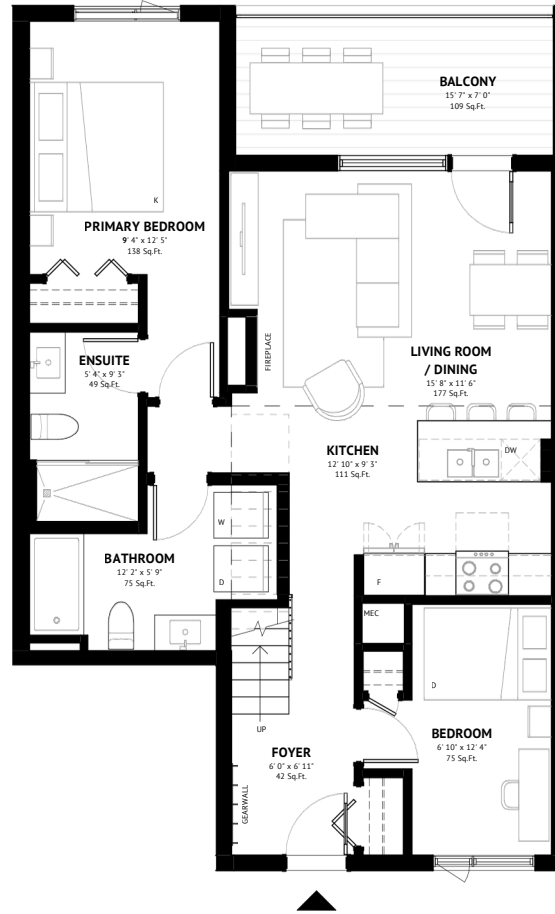 BALCONY
15' 7" x 7' 0"
109 Sq.Ft.
K
PRIMARY BEDROOM
9' 4" x 12' 5"
138 Sq.Ft.
FIREPLACE
ENSUITE
5' 4" x 9' 3"
49 Sq.Ft.
LIVING ROOM
/ DINING
15' 8" x 11' 6"
177 Sq.Ft.
KITCHEN
12' 10" x 9' 3"
111 Sq.Ft.
DW
W
D
BATHROOM
12' 2" x 5' 9"
75 Sq.Ft.
F
MEC
D
UP
FOYER
6' 0" x 6' 11"
42 Sq.Ft.
BEDROOM
6' 10" x 12' 4"
75 Sq.Ft.
GEARWALL